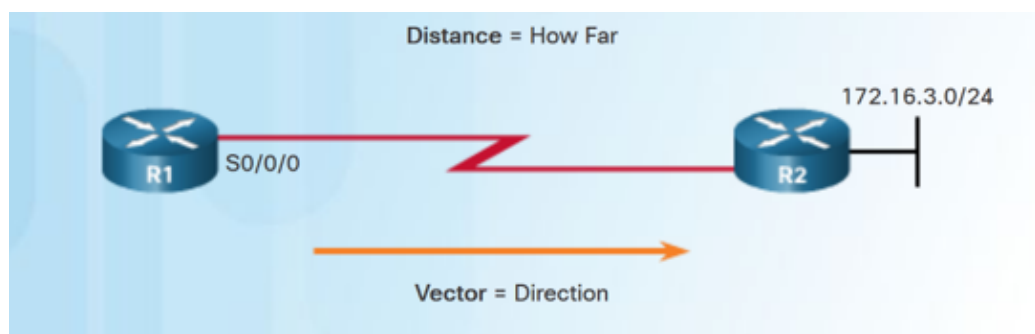 Distance = How Far
172.16.3.0/24
S0/0/0
R1
R2
Vector = Direction